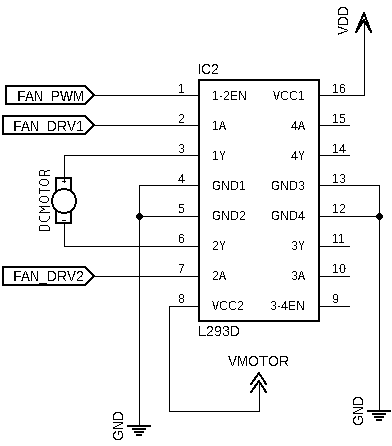 VDD
IC2
FAN_PWM 1 1-2EN VCC1 16
FAN_DRV1 2 1A 4A 15
3 1Y 4Y 14
DCMOTOR + -
4 GND1 GND3 13
5 GND2 GND4 12
6 2Y 3Y 11
FAN_DRV2 7 2A 3A 10
8 VCC2 3-4EN 9
L293D
VMOTOR
GND
GND